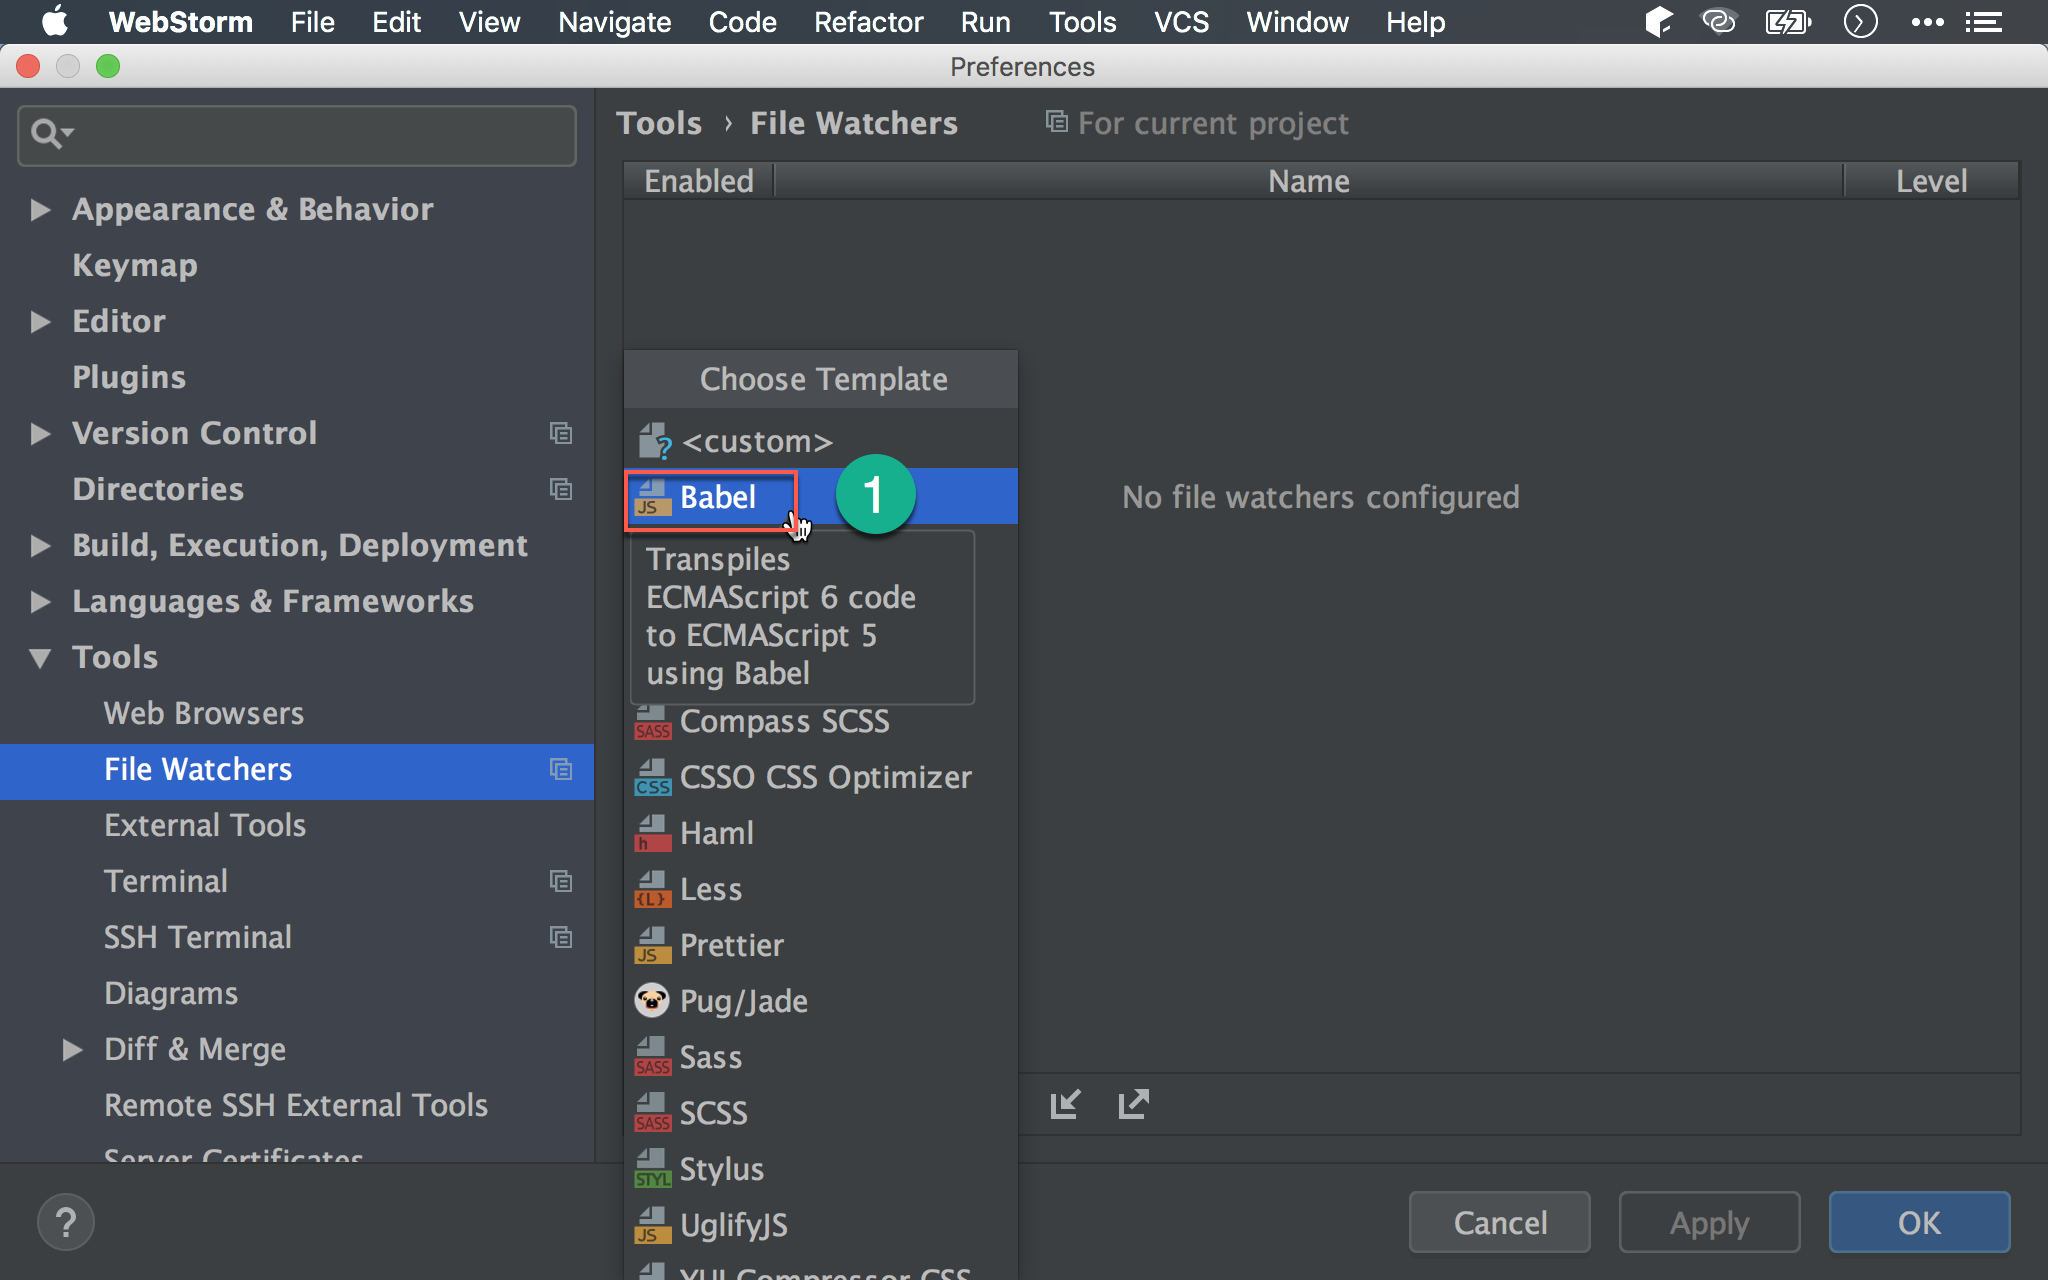 WebStorm File Edit View Navigate Code Refactor Run Tools VCS Window Help
Preferences
Tools › File Watchers For current project
Enabled Name Level
Appearance & Behavior
Keymap
Editor
Plugins
Version Control
Directories
Build, Execution, Deployment
Languages & Frameworks
Tools
Web Browsers
File Watchers
External Tools
Terminal
SSH Terminal
Diagrams
Diff & Merge
Remote SSH External Tools
Server Certificates
?
Choose Template
? <custom>
JS Babel 1
Transpiles
ECMAScript 6 code
to ECMAScript 5
using Babel
SASS Compass SCSS
CSS CSSO CSS Optimizer
h Haml
{L} Less
JS Prettier
Pug/Jade
SASS Sass
SASS SCSS
STYL Stylus
JS UglifyJS
YUI Compressor CSS
No file watchers configured
Cancel Apply OK